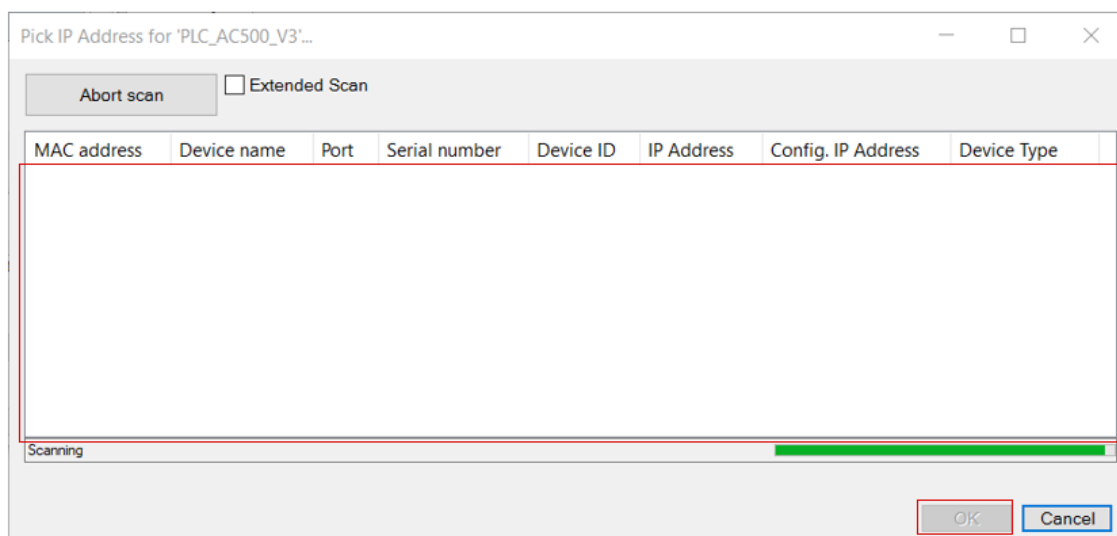 Pick IP Address for 'PLC_AC500_V3'...
Abort scan
Extended Scan
MAC address Device name Port Serial number Device ID IP Address Config. IP Address Device Type
Scanning
OK Cancel